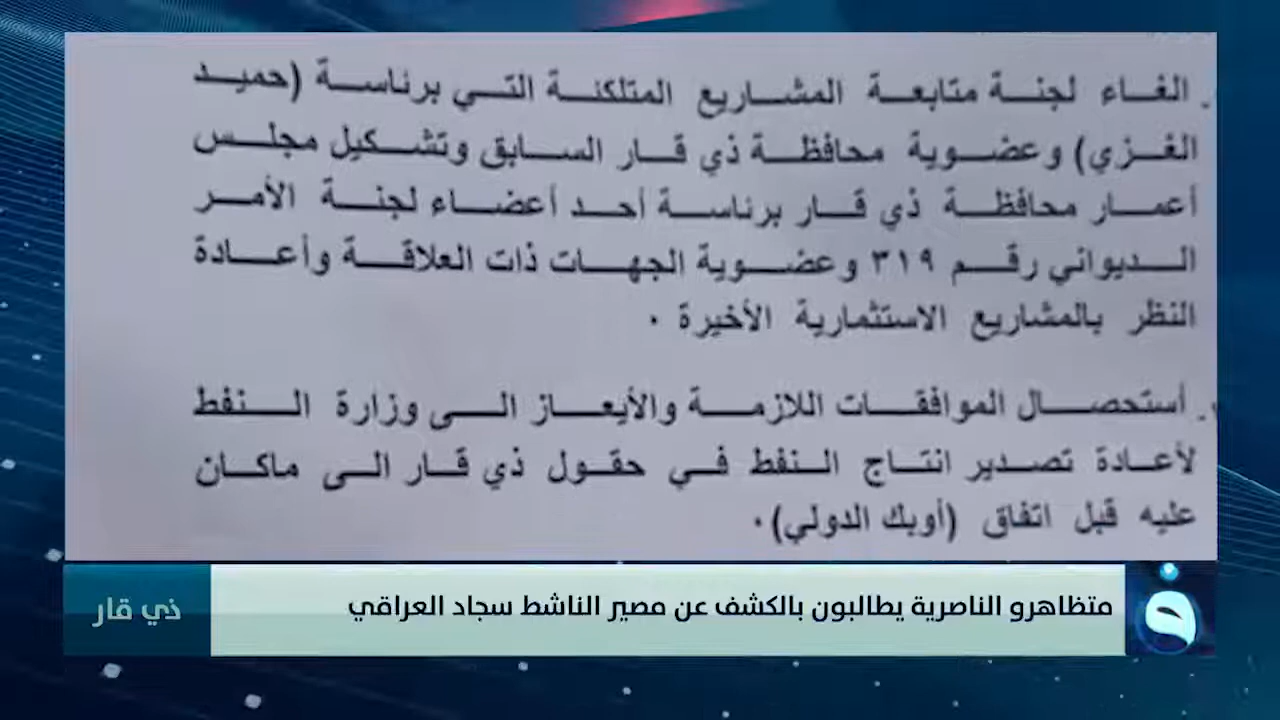 . الغاء لجنة متابعة المشاريع المتلكنة التي برئاسة (حميد
الغزي) وعضوية محافظة ذي قار السابق وتشكيل مجلس
أعمار محافظة ذي قار برئاسة أحد أعضاء لجنة الأمر
الديواني رقم ٣١٩ وعضوية الجهات ذات العلاقة وأعادة
النظر بالمشاريع الاستثمارية الأخيرة .
. أستحصال الموافقات اللازمة والأيعاز الى وزارة النفط
لأعادة تصدير انتاج النفط في حقول ذي قار الى ماكان
عليه قبل اتفاق (أوبك الدولي).
متظاهرو الناصرية يطالبون بالكشف عن مصير الناشط سجاد العراقي
ذي قار